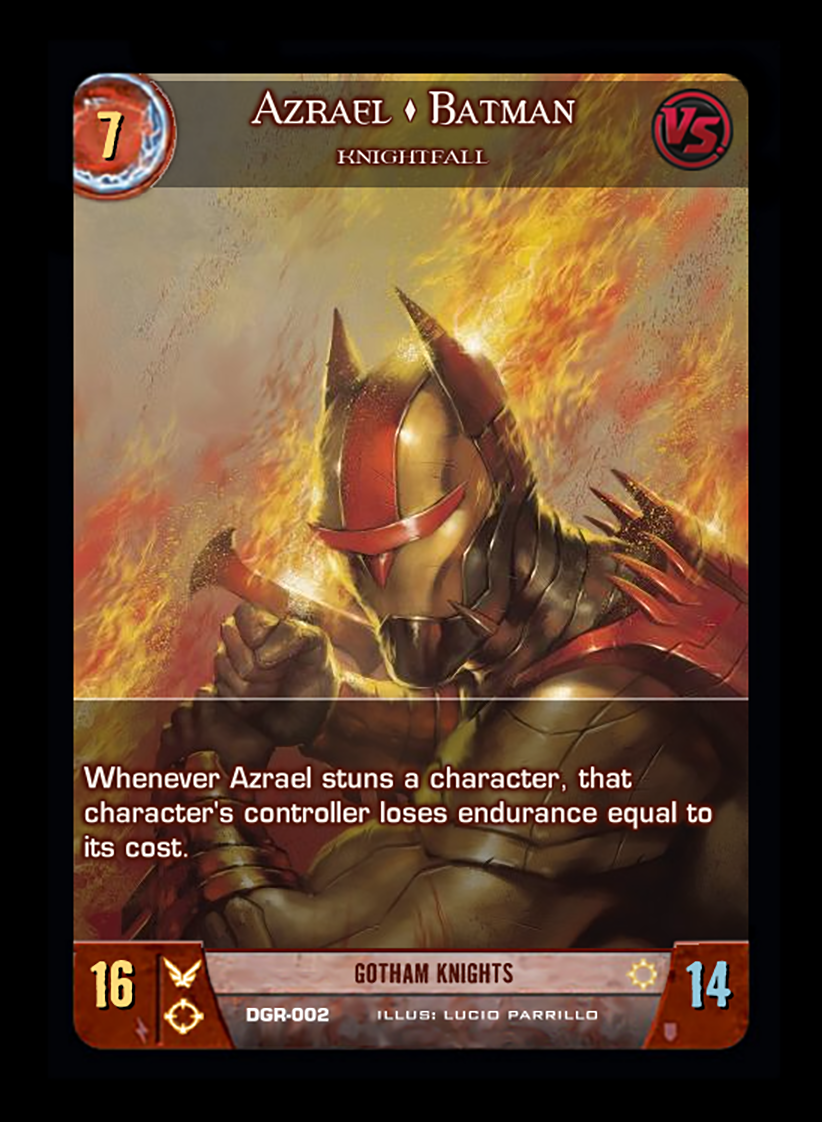 7
AZRAEL ♦ BATMAN
KNIGHTFALL
VS.
Whenever Azrael stuns a character, that
character's controller loses endurance equal to
its cost.
16
GOTHAM KNIGHTS
14
DGR-002 ILLUS: LUCIO PARRILLO